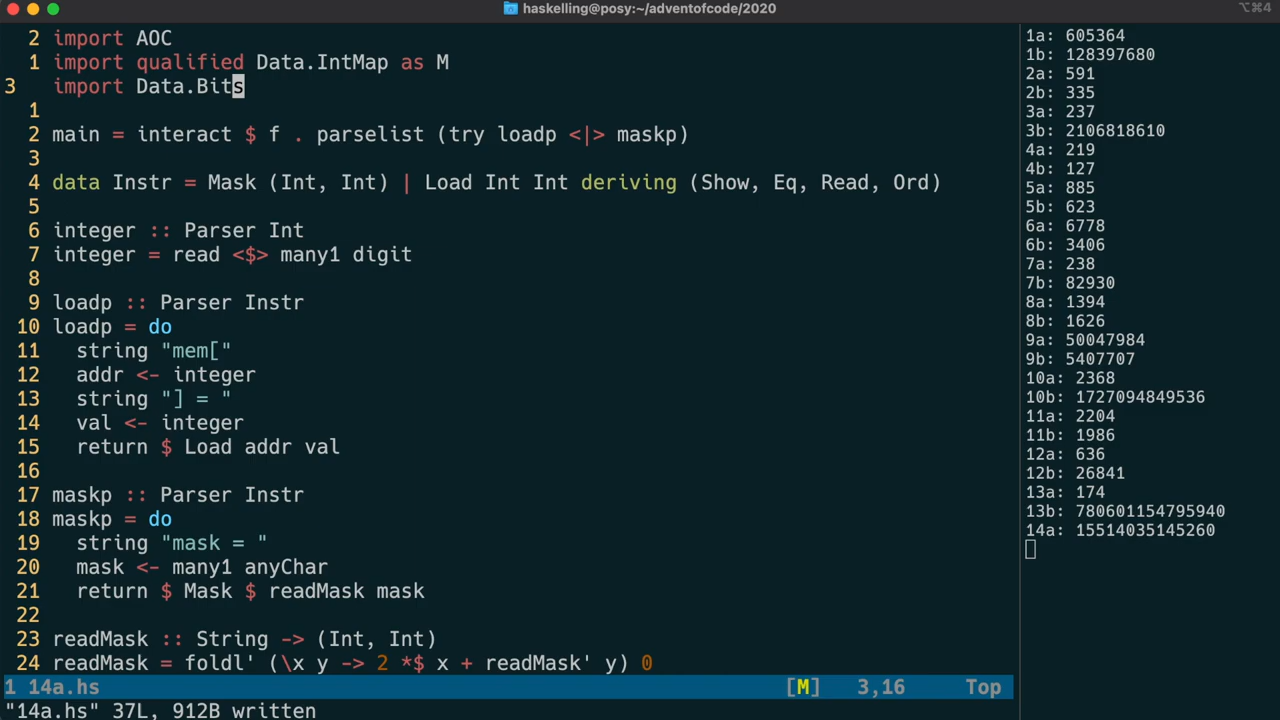 haskelling@posy:~/adventofcode/2020
⌥⌘4
2 import AOC
1 import qualified Data.IntMap as M
3 import Data.Bits
1
2 main = interact $ f . parselist (try loadp <|> maskp)
3
4 data Instr = Mask (Int, Int) | Load Int Int deriving (Show, Eq, Read, Ord)
5
6 integer :: Parser Int
7 integer = read <$> many1 digit
8
9 loadp :: Parser Instr
10 loadp = do
11   string "mem["
12   addr <- integer
13   string "] = "
14   val <- integer
15   return $ Load addr val
16
17 maskp :: Parser Instr
18 maskp = do
19   string "mask = "
20   mask <- many1 anyChar
21   return $ Mask $ readMask mask
22
23 readMask :: String -> (Int, Int)
24 readMask = foldl' (\x y -> 2 *$ x + readMask' y) 0
1 14a.hs [M] 3,16 Top
"14a.hs" 37L, 912B written
1a: 605364
1b: 128397680
2a: 591
2b: 335
3a: 237
3b: 2106818610
4a: 219
4b: 127
5a: 885
5b: 623
6a: 6778
6b: 3406
7a: 238
7b: 82930
8a: 1394
8b: 1626
9a: 50047984
9b: 5407707
10a: 2368
10b: 1727094849536
11a: 2204
11b: 1986
12a: 636
12b: 26841
13a: 174
13b: 780601154795940
14a: 15514035145260